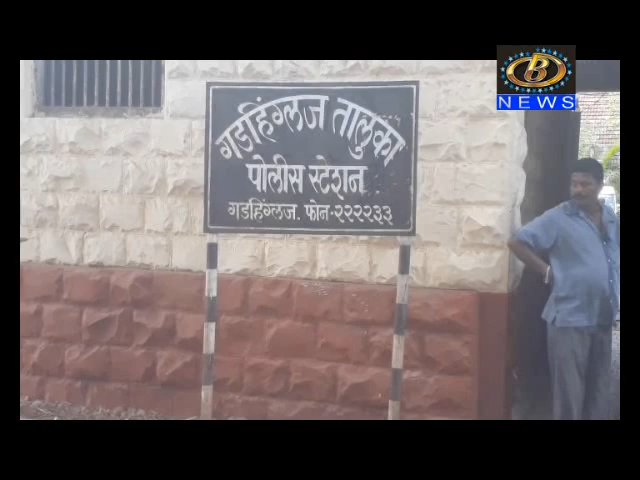 B
NEWS
गडहिंग्लज तालुका
पोलीस स्टेशन
गडहिंग्लज. फोन-२२२२३३